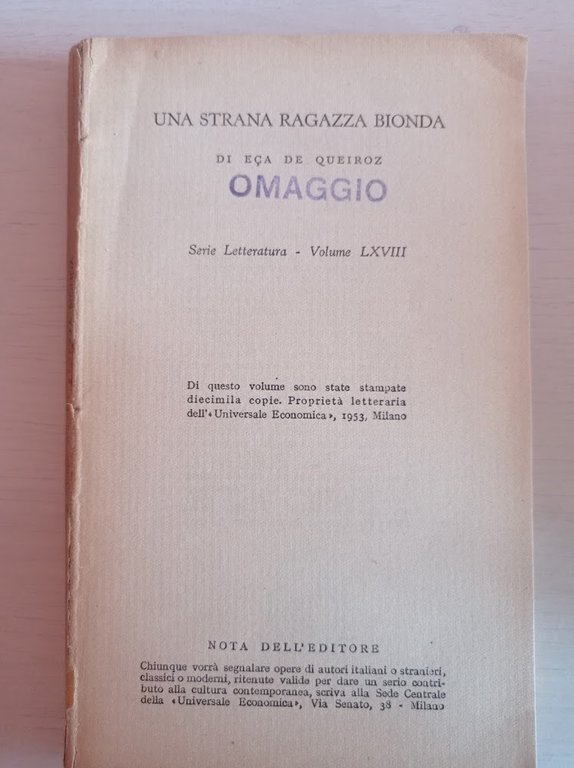 UNA STRANA RAGAZZA BIONDA
DI EÇA DE QUEIROZ
OMAGGIO
Serie Letteratura - Volume LXVIII
Di questo volume sono state stampate
diecimila copie. Proprietà letteraria
dell'«Universale Economica», 1953, Milano
NOTA DELL'EDITORE
Chiunque vorrà segnalare opere di autori italiani o stranieri,
classici o moderni, ritenute valide per dare un serio contri-
buto alla cultura contemporanea, scriva alla Sede Centrale
della «Universale Economica», Via Senato, 38 - Milano